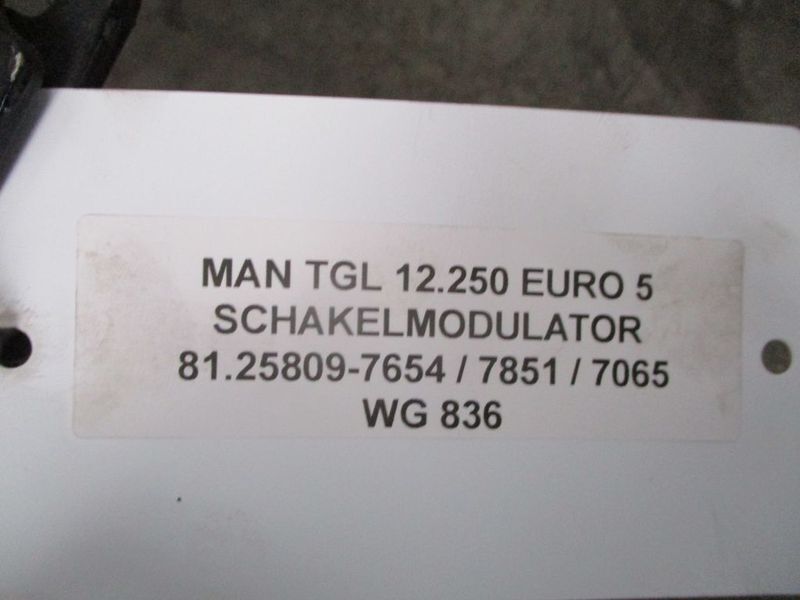 MAN TGL 12.250 EURO 5
SCHAKELMODULATOR
81.25809-7654 / 7851 / 7065
WG 836